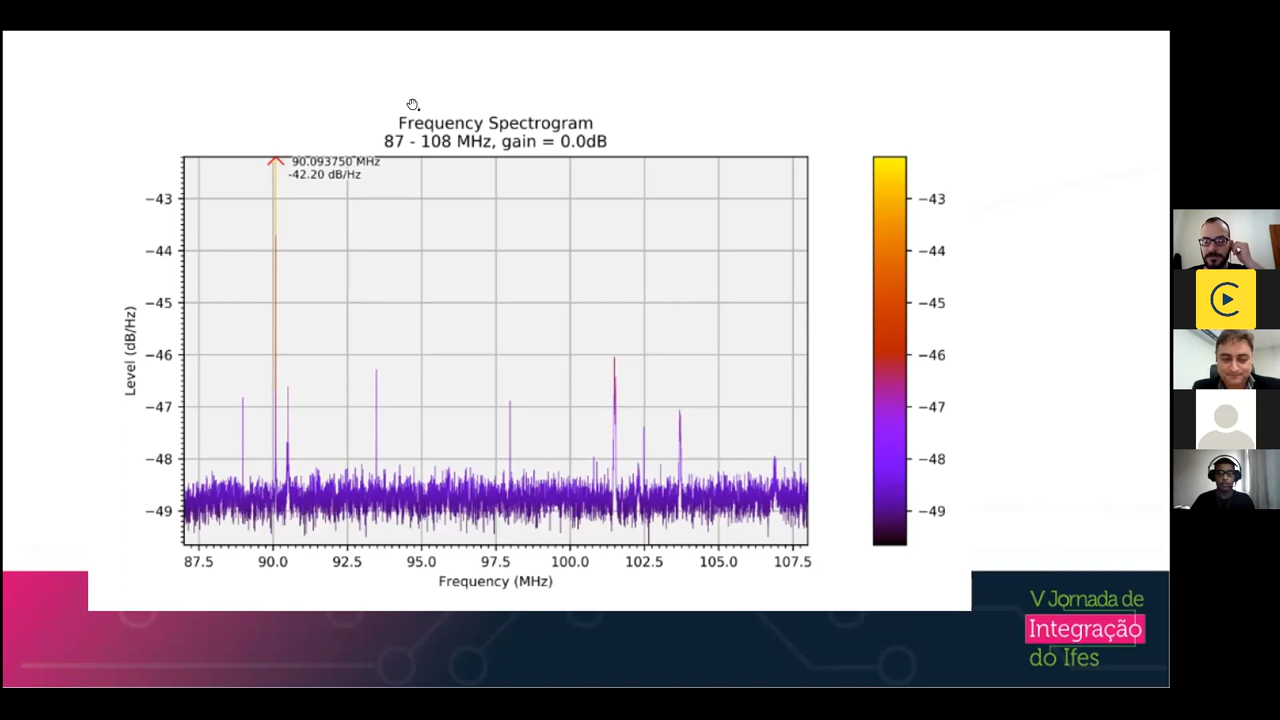 Frequency Spectrogram
87 - 108 MHz, gain = 0.0dB
90.093750 MHz
-42.20 dB/Hz
Level (dB/Hz)
−43
−44
−45
−46
−47
−48
−49
87.5 90.0 92.5 95.0 97.5 100.0 102.5 105.0 107.5
Frequency (MHz)
−43
−44
−45
−46
−47
−48
−49
V Jornada de
Integração
do Ifes